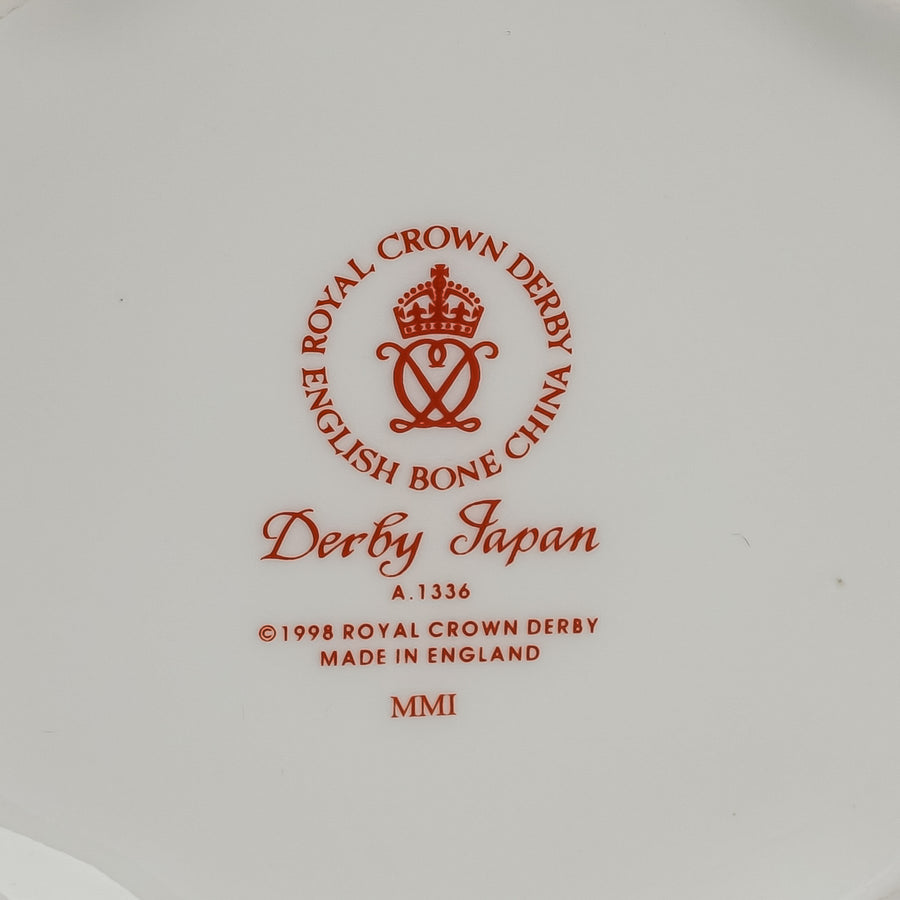 ROYAL CROWN DERBY
ENGLISH BONE CHINA
Derby Japan
A.1336
©1998 ROYAL CROWN DERBY
MADE IN ENGLAND
MMI